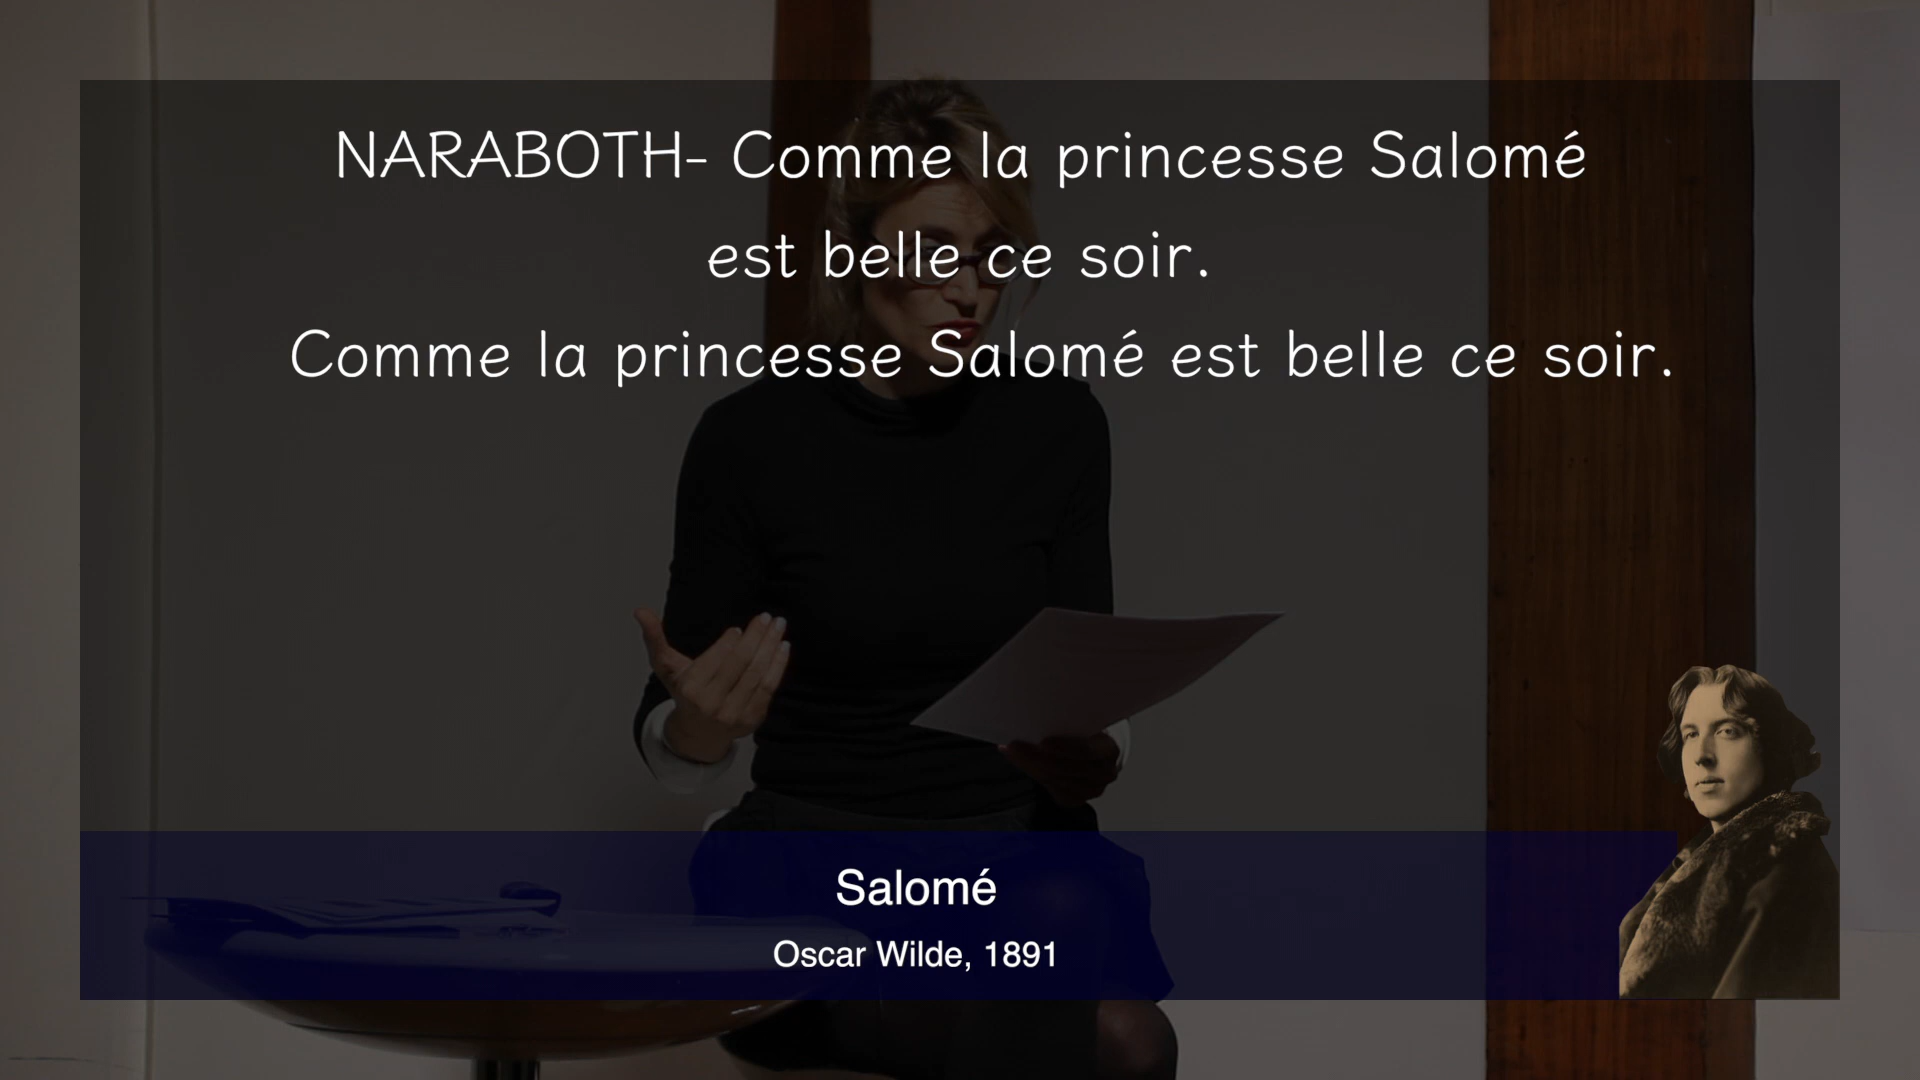 NARABOTH- Comme la princesse Salomé
est belle ce soir.
Comme la princesse Salomé est belle ce soir.
Salomé
Oscar Wilde, 1891